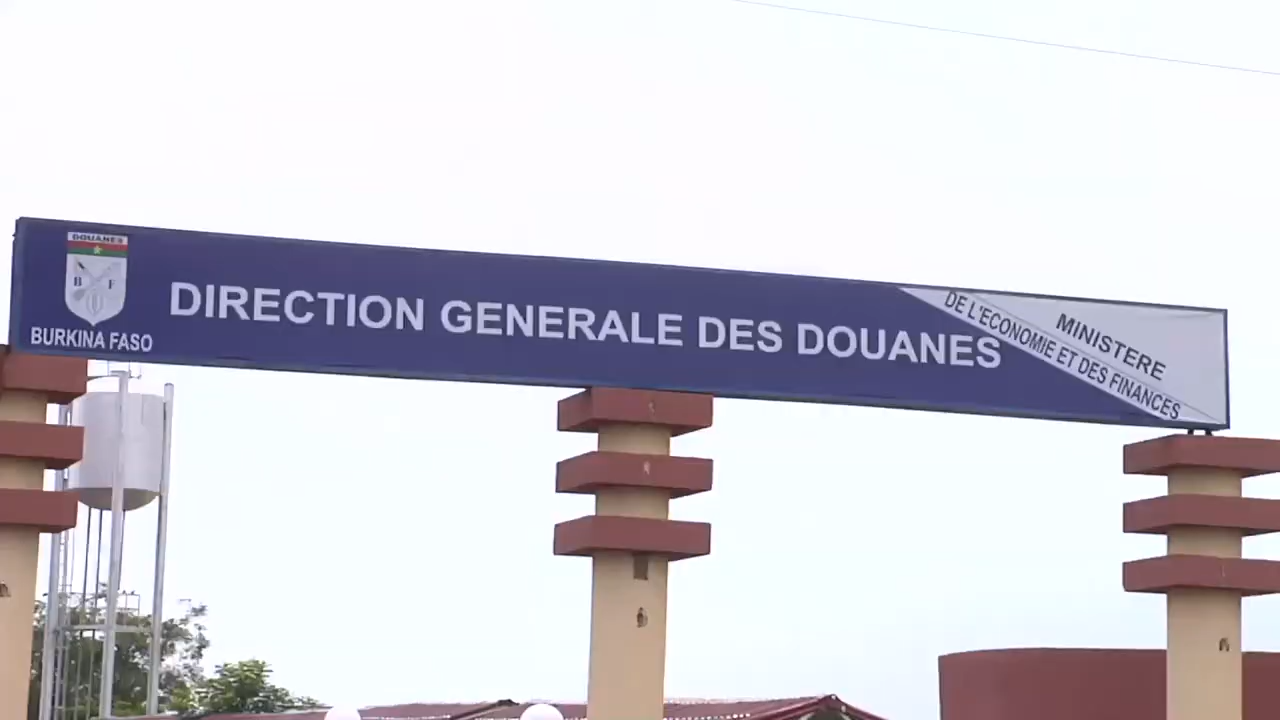 DOUANES
B F
BURKINA FASO
DIRECTION GENERALE DES DOUANES
MINISTERE
DE L'ECONOMIE ET DES FINANCES